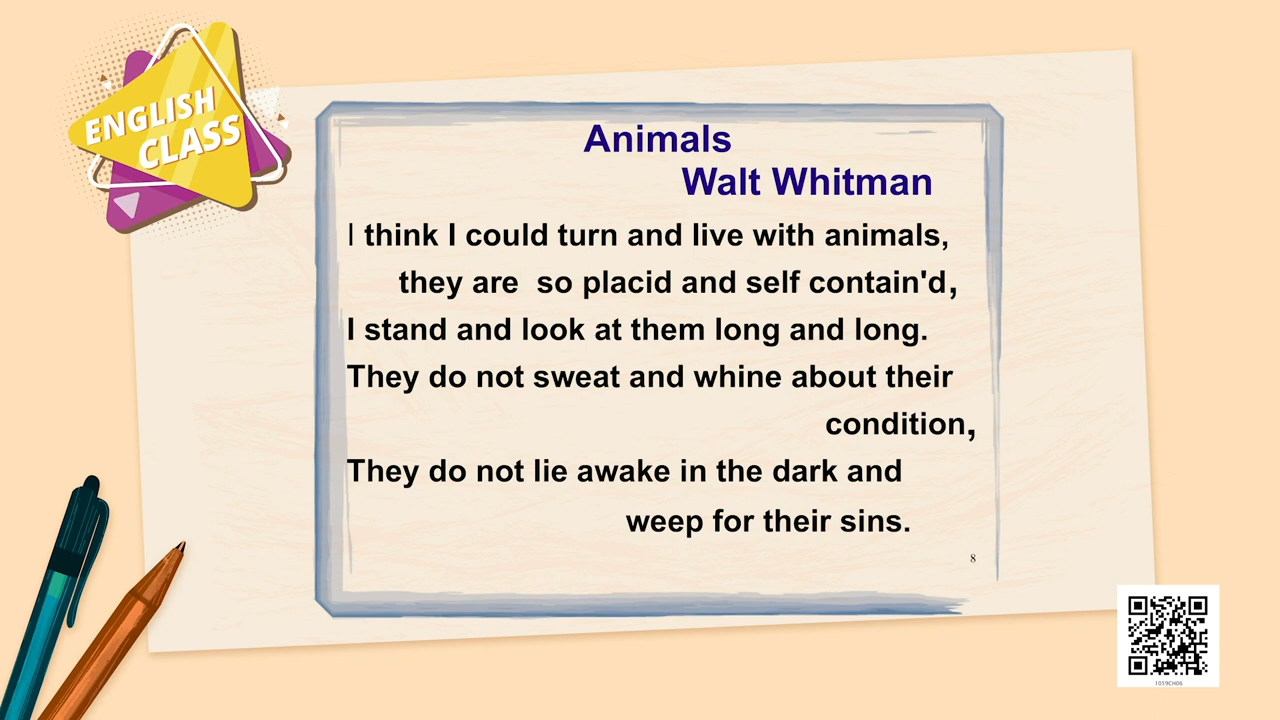 ENGLISH
CLASS
Animals
Walt Whitman
I think I could turn and live with animals,
they are so placid and self contain'd,
I stand and look at them long and long.
They do not sweat and whine about their
condition,
They do not lie awake in the dark and
weep for their sins.
8
1059CH06